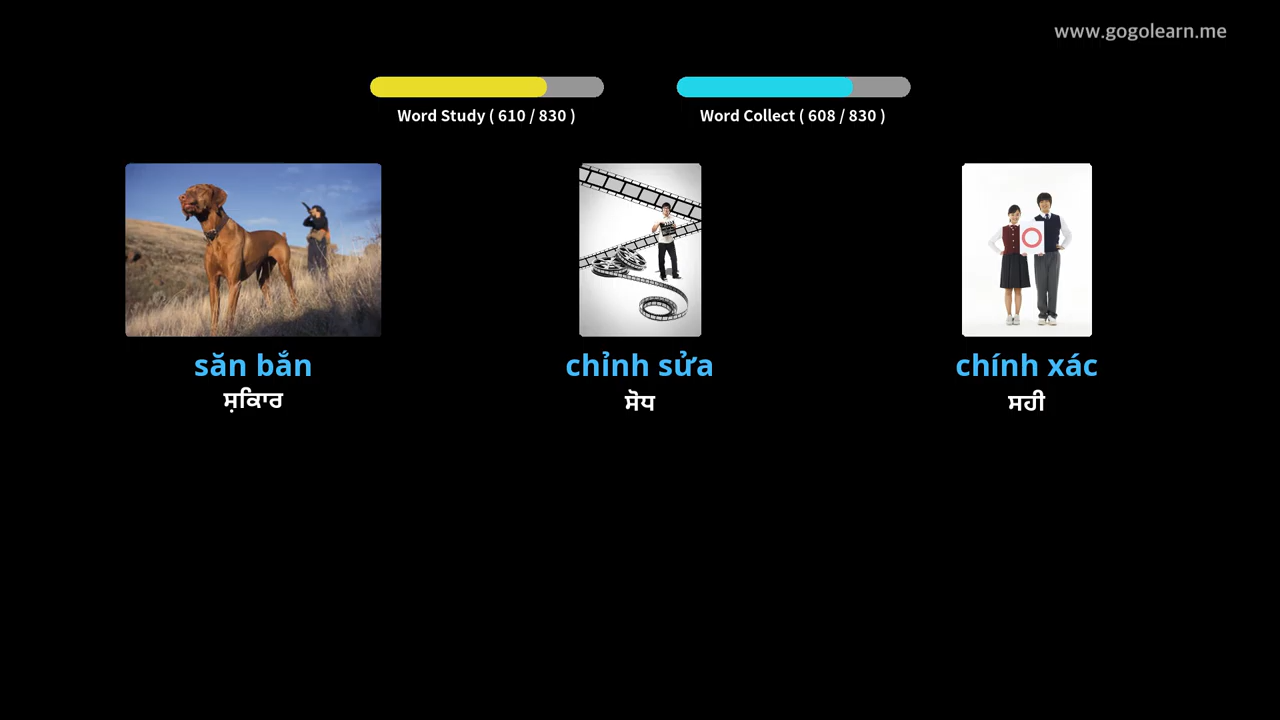 www.gogolearn.me
Word Study ( 610 / 830 )
Word Collect ( 608 / 830 )
săn bắn
chỉnh sửa
chính xác
ਸ਼ਿਕਾਰ
ਸੋਧ
ਸਹੀ